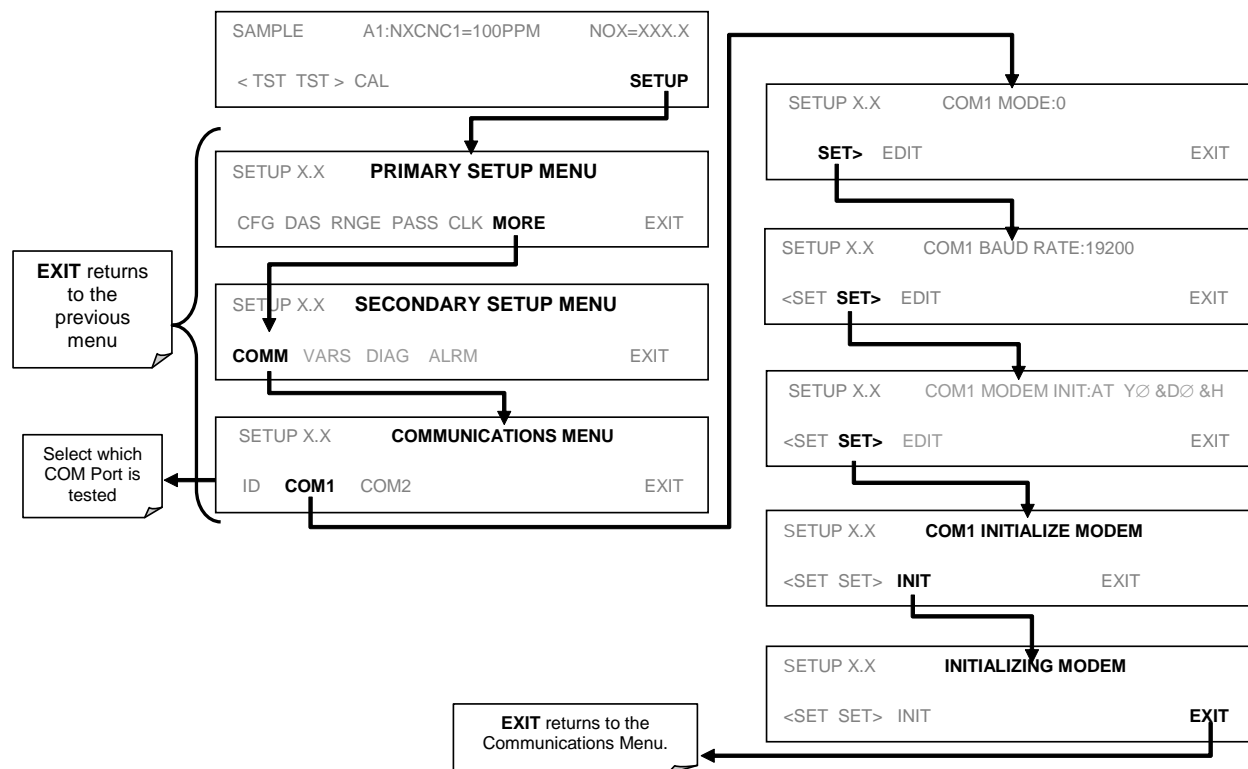 SAMPLE A1:NXCNC1=100PPM NOX=XXX.X
< TST TST > CAL SETUP
SETUP X.X PRIMARY SETUP MENU
CFG DAS RNGE PASS CLK MORE EXIT
EXIT returns
to the
previous
menu
SETUP X.X SECONDARY SETUP MENU
COMM VARS DIAG ALRM EXIT
SETUP X.X COMMUNICATIONS MENU
ID COM1 COM2 EXIT
Select which
COM Port is
tested
SETUP X.X COM1 MODE:0
SET> EDIT EXIT
SETUP X.X COM1 BAUD RATE:19200
<SET SET> EDIT EXIT
SETUP X.X COM1 MODEM INIT:AT Y∅ &D∅ &H
<SET SET> EDIT EXIT
SETUP X.X COM1 INITIALIZE MODEM
<SET SET> INIT EXIT
SETUP X.X INITIALIZING MODEM
<SET SET> INIT EXIT
EXIT returns to the
Communications Menu.